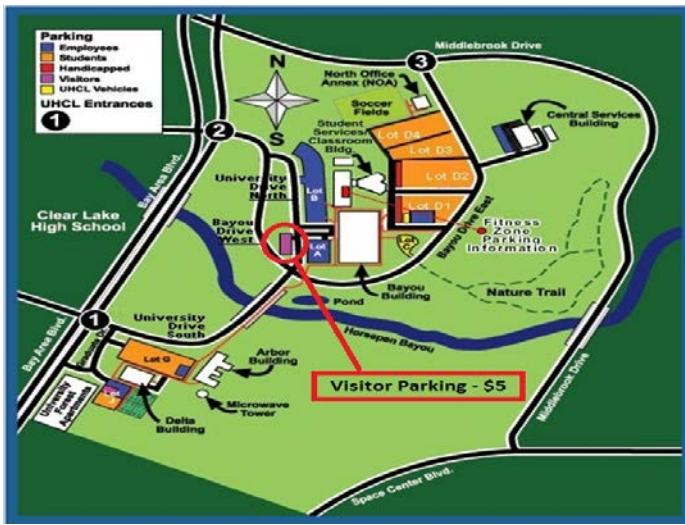 Parking
Employees
Students
Handicapped
Visitors
UHCL Vehicles
UHCL Entrances
1
N
S
3
Middlebrook Drive
North Office
Annex (NOA)
Soccer
Fields
Student
Services/
Classroom
Bldg.
Central Services
Building
2
Bay Area Blvd.
University
Drive
North
Lot B
Lot D4
Lot D3
Lot D2
Lot D1
Clear Lake
High School
Bayou
Drive
West
Lot A
Lot C
Bayou Drive East
Fitness
Zone
Parking
Information
Bayou
Building
Nature Trail
Pond
Horsepen Bayou
1
University
Drive
South
Bay Area Blvd.
Lot G
Arbor
Building
Visitor Parking - $5
Middlebrook Drive
University
Forest
Apartments
Microwave
Tower
Delta
Building
Space Center Blvd.